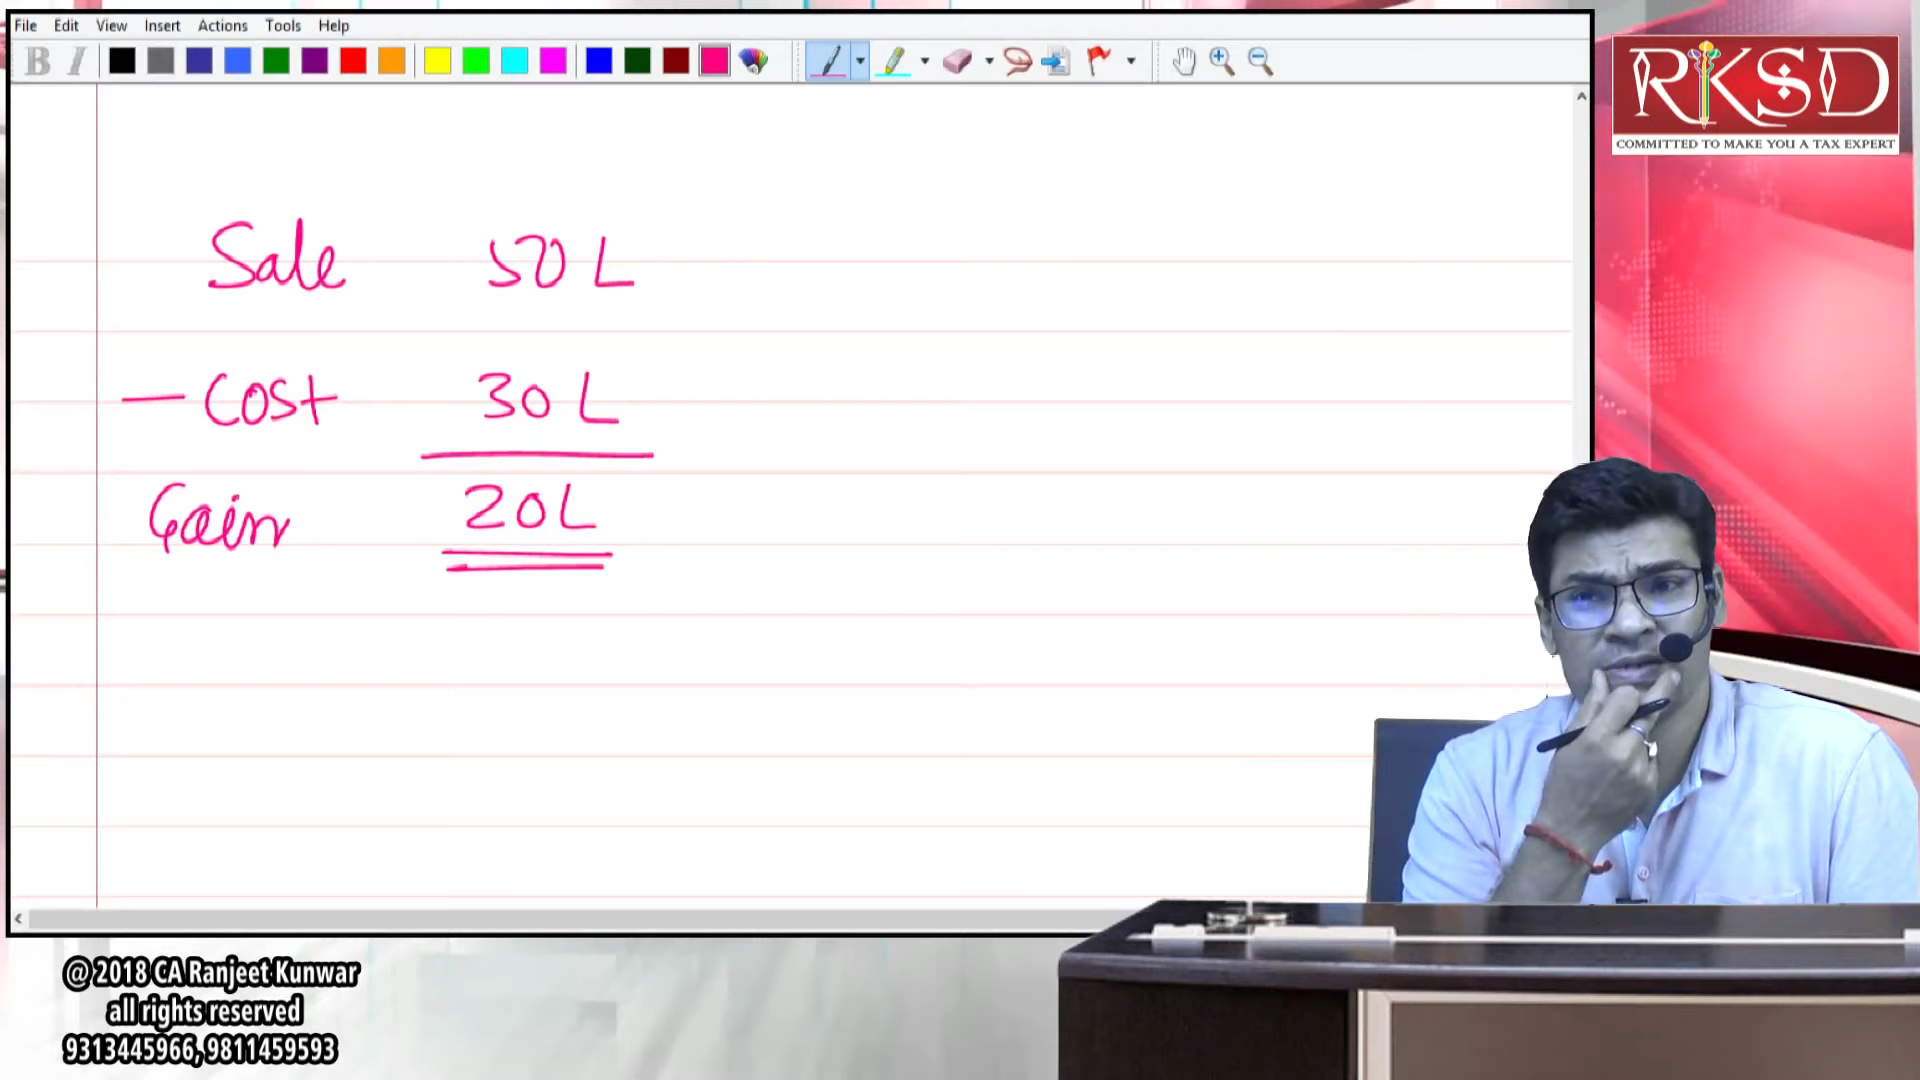 File Edit View Insert Actions Tools Help
B I
RKSD
COMMITTED TO MAKE YOU A TAX EXPERT
Sale 50 L
— Cost 30 L
Gain 20L
@ 2018 CA Ranjeet Kunwar
all rights reserved
9313445966, 9811459593